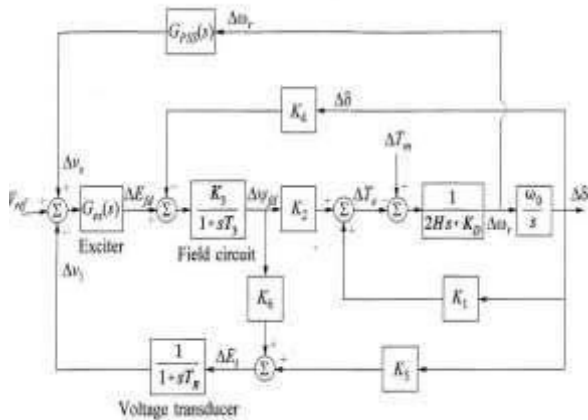 G_PSS(s)
Δω_r
K_4
Δδ
Δv_s
ΔT_m
V_ref
Σ
G_ex(s)
ΔE_fd
Σ
K_3
1+sT_3
Δψ_fd
K_2
Σ
ΔT_e
Σ
1
2Hs+K_D
Δω_r
ω_0
s
Δδ
Exciter
Field circuit
Δv_1
K_6
K_1
1
1+sT_R
ΔE_t
Σ
K_5
Voltage transducer